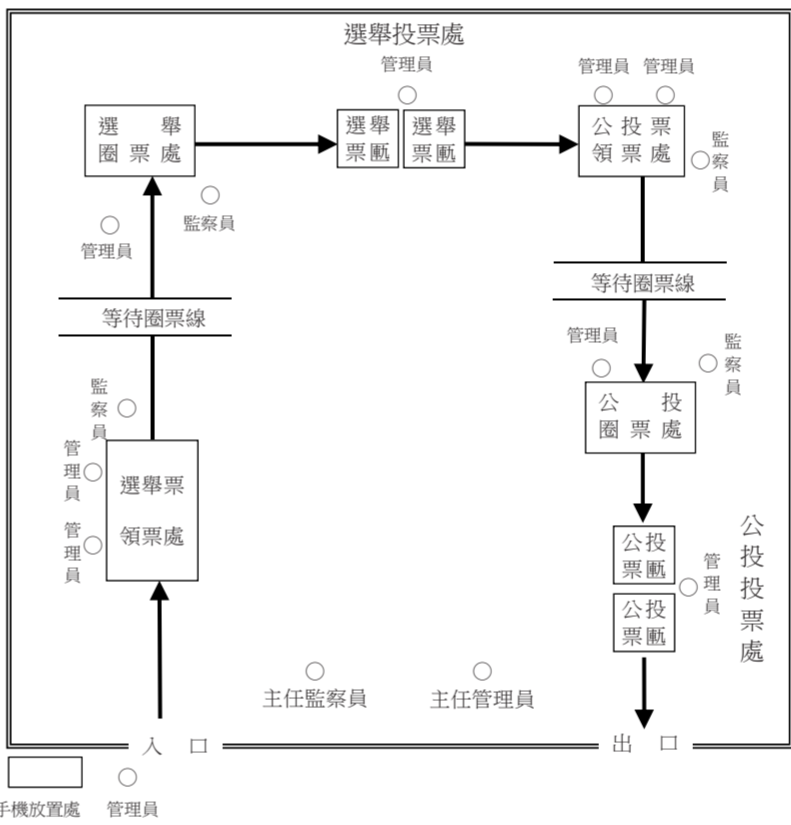 選舉投票處
管理員
管理員
管理員
選舉
圈票處
選舉
票匭
選舉
票匭
公投票
領票處
監察員
監察員
管理員
等待圈票線
等待圈票線
管理員
監察員
公投
圈票處
監察員
管理員
選舉票
領票處
管理員
公投
票匭
管理員
公投投票處
公投
票匭
主任監察員
主任管理員
入口
出口
手機放置處
管理員